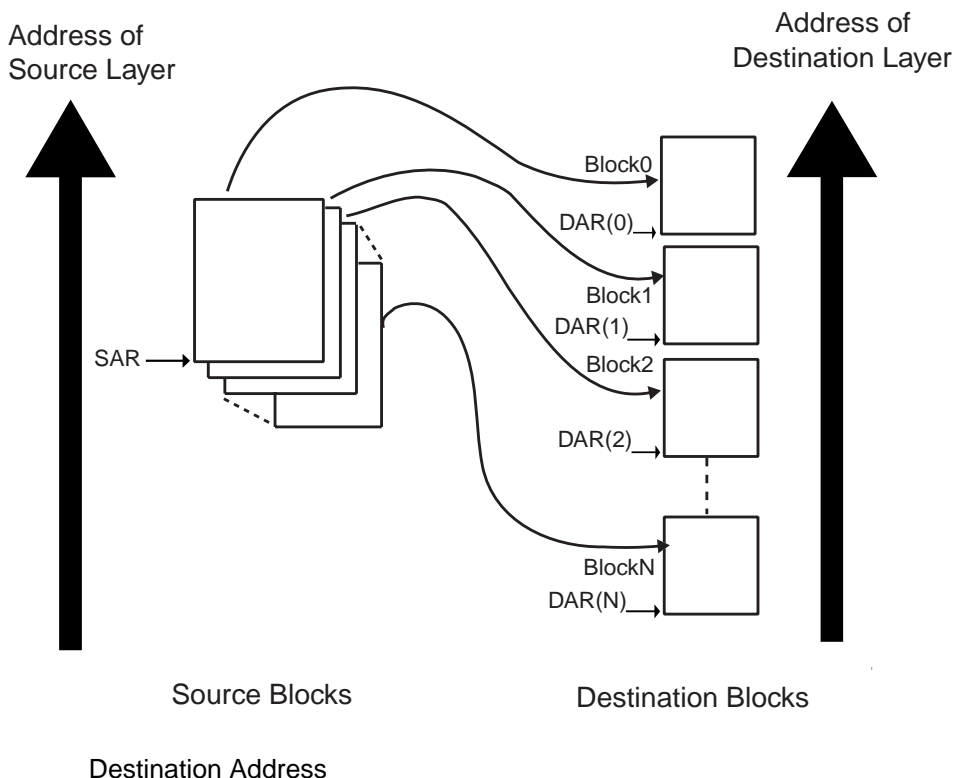 Address of
Source Layer
Address of
Destination Layer
Block0
DAR(0)
Block1
DAR(1)
SAR
Block2
DAR(2)
BlockN
DAR(N)
Source Blocks
Destination Blocks
Destination Address